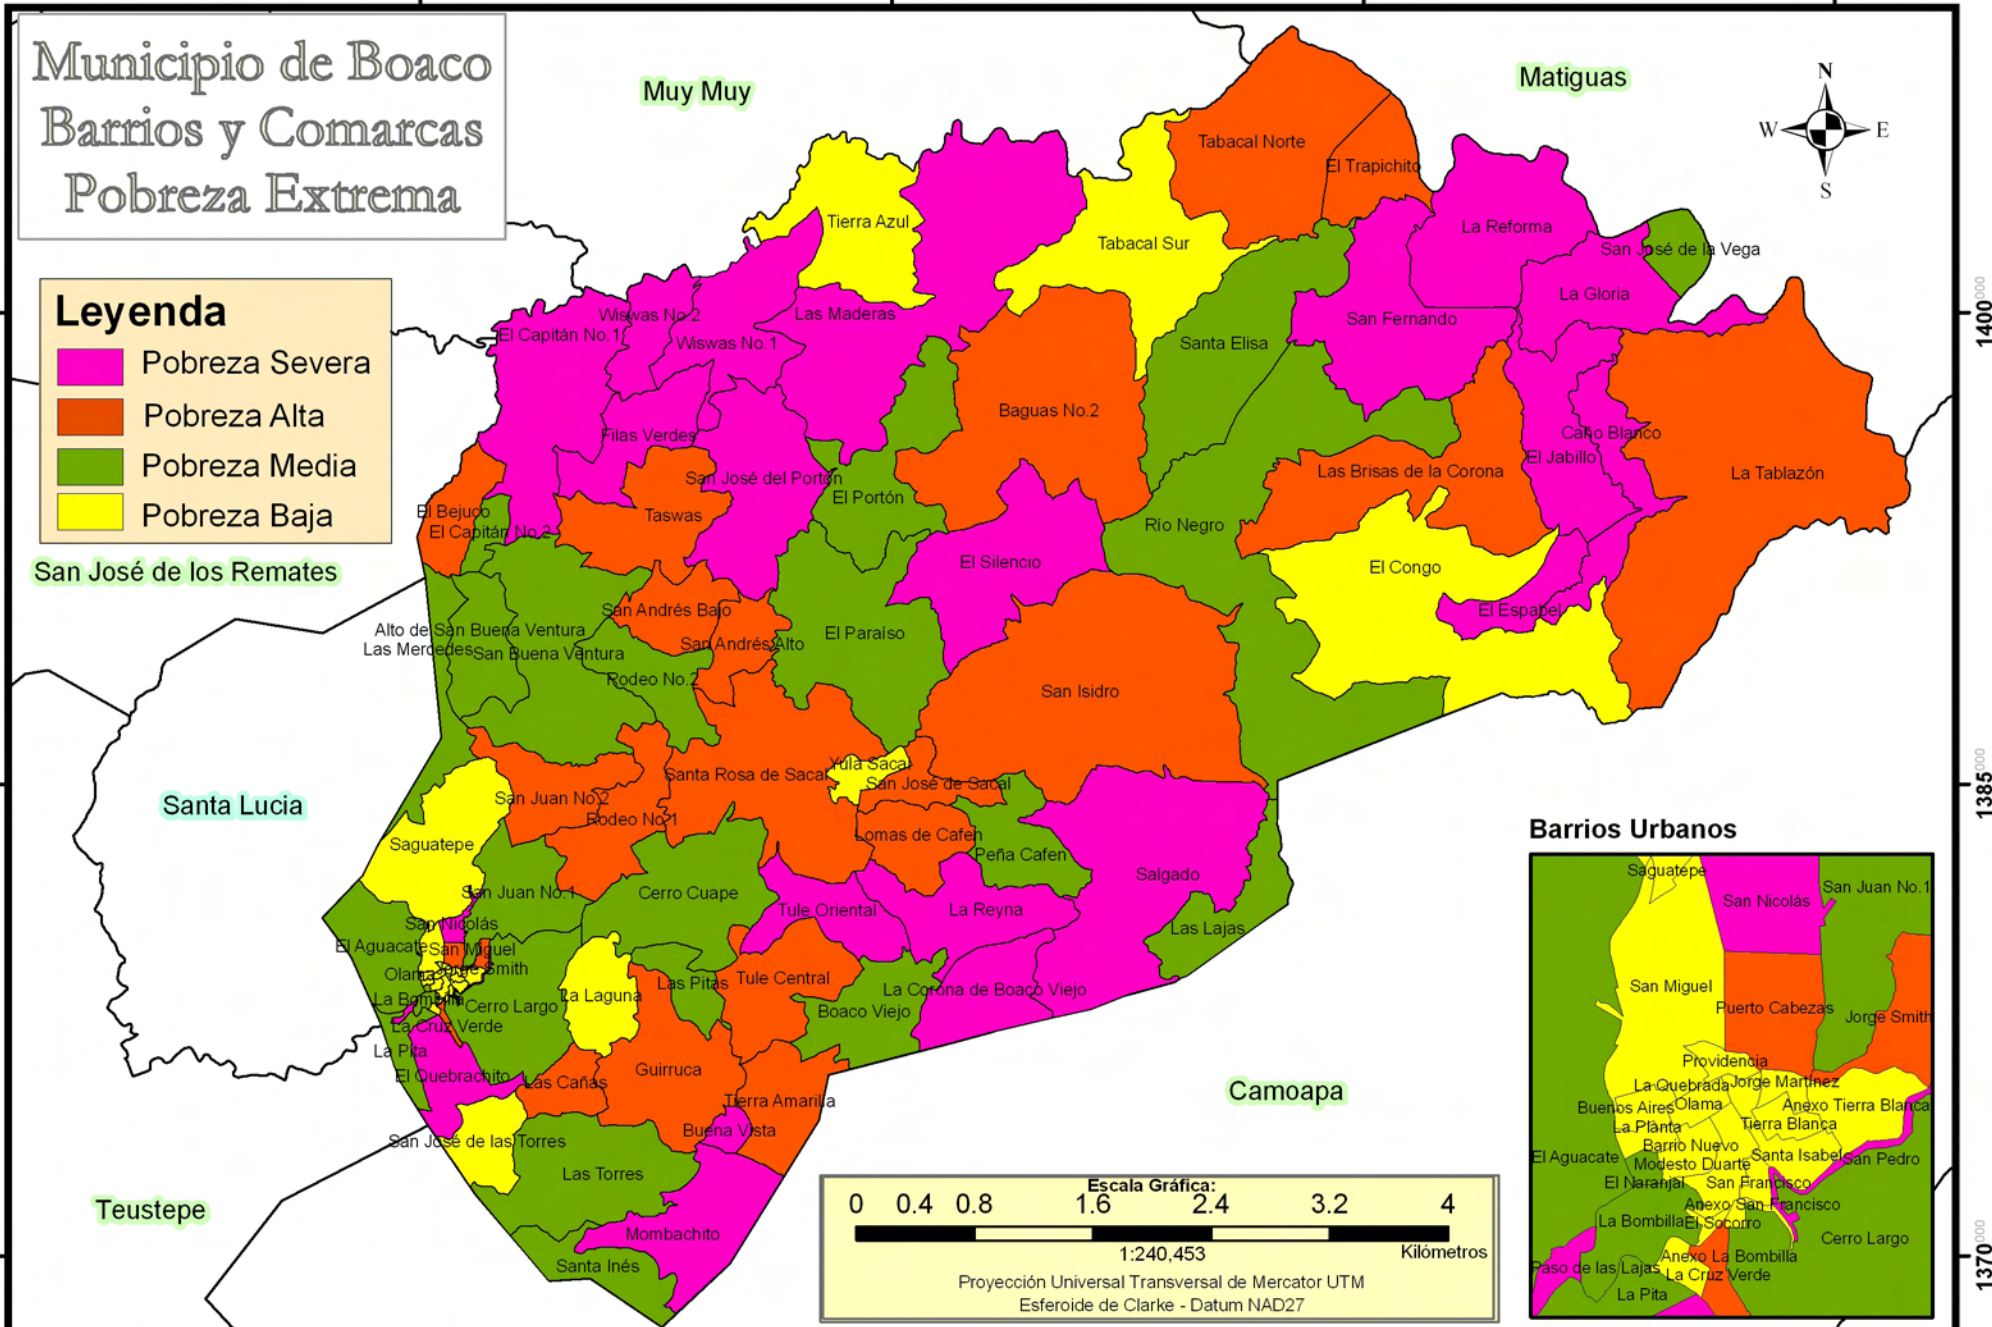 Municipio de Boaco
Barrios y Comarcas
Pobreza Extrema
Muy Muy
Matiguas
N
W
E
S
Leyenda
Pobreza Severa
Pobreza Alta
Pobreza Media
Pobreza Baja
San José de los Remates
Santa Lucia
Teustepe
Camoapa
Tabacal Norte
El Trapichito
Tierra Azul
Tabacal Sur
La Reforma
San José de la Vega
La Gloria
Wiswas No.2
Las Maderas
San Fernando
El Capitán No.1
Wiswas No.1
Santa Elisa
Baguas No.2
Filas Verdes
Caño Blanco
El Jabillo
Las Brisas de la Corona
La Tablazón
San José del Portón
El Portón
El Bejuco
Taswas
Río Negro
El Capitán No.2
El Silencio
El Congo
San Andrés Bajo
El Espabel
Alto de San Buena Ventura
El Paraíso
San Andrés Alto
Las Mercedes
San Buena Ventura
Rodeo No.2
San Isidro
Yula Sacal
Santa Rosa de Sacal
San José de Sacal
San Juan No.2
Rodeo No.1
Lomas de Cafen
Saguatepe
Peña Cafen
Salgado
San Juan No.1
Cerro Cuape
Tule Oriental
La Reyna
San Nicolás
Las Lajas
El Aguacate
San Miguel
Jorge Smith
Olama
Las Pitas
Tule Central
La Corona de Boaco Viejo
La Bombilla
Cerro Largo
La Laguna
Boaco Viejo
La Cruz Verde
La Pita
Guirruca
El Quebrachito
Las Cañas
Tierra Amarilla
Buena Vista
San José de las Torres
Las Torres
Mombachito
Santa Inés
1400000
1385000
1370000
Barrios Urbanos
Saguatepe
San Juan No.1
San Nicolás
San Miguel
Puerto Cabezas
Jorge Smith
Providencia
La Quebrada
Jorge Martínez
Buenos Aires
Olama
Anexo Tierra Blanca
La Planta
Tierra Blanca
Barrio Nuevo
El Aguacate
Modesto Duarte
Santa Isabel
San Pedro
El Naranjal
San Francisco
Anexo San Francisco
La Bombilla
El Socorro
Cerro Largo
Anexo La Bombilla
Paso de las Lajas
La Cruz Verde
La Pita
Escala Gráfica:
0 0.4 0.8 1.6 2.4 3.2 4
1:240,453
Kilómetros
Proyección Universal Transversal de Mercator UTM
Esferoide de Clarke - Datum NAD27